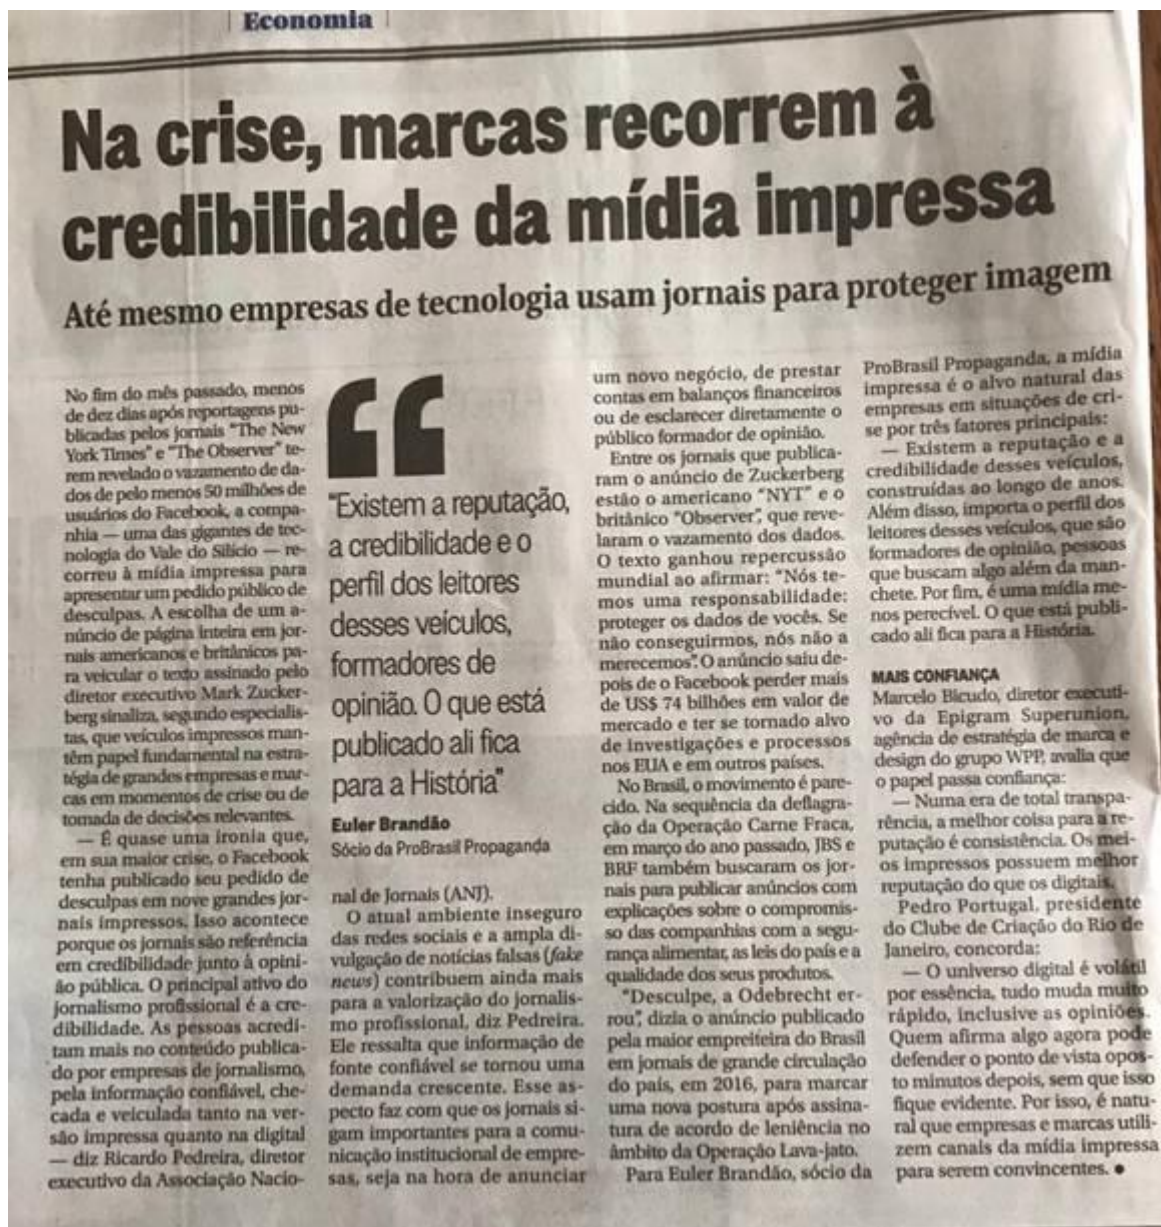 Economia
Na crise, marcas recorrem à
credibilidade da mídia impressa
Até mesmo empresas de tecnologia usam jornais para proteger imagem
No fim do mês passado, menos
de dez dias após reportagens pu-
blicadas pelos jornais "The New
York Times" e "The Observer" te-
rem revelado o vazamento de da-
dos de pelo menos 50 milhões de
usuários do Facebook, a compa-
nhia — uma das gigantes de tec-
nologia do Vale do Silício — re-
correu à mídia impressa para
apresentar um pedido público de
desculpas. A escolha de um a-
núncio de página inteira em jor-
nais americanos e britânicos pa-
ra veicular o texto assinado pelo
diretor executivo Mark Zucker-
berg sinaliza, segundo especialis-
tas, que veículos impressos man-
têm papel fundamental na estra-
tégia de grandes empresas e mar-
cas em momentos de crise ou de
tomada de decisões relevantes.
— É quase uma ironia que,
em sua maior crise, o Facebook
tenha publicado seu pedido de
desculpas em nove grandes jor-
nais impressos. Isso acontece
porque os jornais são referência
em credibilidade junto à opini-
ão pública. O principal ativo do
jornalismo profissional é a cre-
dibilidade. As pessoas acredi-
tam mais no conteúdo publica-
do por empresas de jornalismo,
pela informação confiável, che-
cada e veiculada tanto na ver-
são impressa quanto na digital
— diz Ricardo Pedreira, diretor
executivo da Associação Nacio-
“
"Existem a reputação,
a credibilidade e o
perfil dos leitores
desses veículos,
formadores de
opinião. O que está
publicado ali fica
para a História"
Euler Brandão
Sócio da ProBrasil Propaganda
nal de Jornais (ANJ).
O atual ambiente inseguro
das redes sociais e a ampla di-
vulgação de notícias falsas (fake
news) contribuem ainda mais
para a valorização do jornalis-
mo profissional, diz Pedreira.
Ele ressalta que informação de
fonte confiável se tornou uma
demanda crescente. Esse as-
pecto faz com que os jornais si-
gam importantes para a comu-
nicação institucional de empre-
sas, seja na hora de anunciar
um novo negócio, de prestar
contas em balanços financeiros
ou de esclarecer diretamente o
público formador de opinião.
Entre os jornais que publica-
ram o anúncio de Zuckerberg
estão o americano "NYT" e o
britânico "Observer", que reve-
laram o vazamento dos dados.
O texto ganhou repercussão
mundial ao afirmar: "Nós te-
mos uma responsabilidade:
proteger os dados de vocês. Se
não conseguirmos, nós não a
merecemos". O anúncio saiu de-
pois de o Facebook perder mais
de US$ 74 bilhões em valor de
mercado e ter se tornado alvo
de investigações e processos
nos EUA e em outros países.
No Brasil, o movimento é pare-
cido. Na sequência da deflagra-
ção da Operação Carne Fraca,
em março do ano passado, JBS e
BRF também buscaram os jor-
nais para publicar anúncios com
explicações sobre o compromis-
so das companhias com a segu-
rança alimentar, as leis do país e a
qualidade dos seus produtos.
"Desculpe, a Odebrecht er-
rou", dizia o anúncio publicado
pela maior empreiteira do Brasil
em jornais de grande circulação
do país, em 2016, para marcar
uma nova postura após assina-
tura de acordo de leniência no
âmbito da Operação Lava-jato.
Para Euler Brandão, sócio da
ProBrasil Propaganda, a mídia
impressa é o alvo natural das
empresas em situações de cri-
se por três fatores principais:
— Existem a reputação e a
credibilidade desses veículos,
construídas ao longo de anos.
Além disso, importa o perfil dos
leitores desses veículos, que são
formadores de opinião, pessoas
que buscam algo além da man-
chete. Por fim, é uma mídia me-
nos perecível. O que está publi-
cado ali fica para a História.
MAIS CONFIANÇA
Marcelo Bicudo, diretor executi-
vo da Epigram Superunion,
agência de estratégia de marca e
design do grupo WPP, avalia que
o papel passa confiança:
— Numa era de total transpa-
rência, a melhor coisa para a re-
putação é consistência. Os mei-
os impressos possuem melhor
reputação do que os digitais.
Pedro Portugal, presidente
do Clube de Criação do Rio de
Janeiro, concorda:
— O universo digital é volátil
por essência, tudo muda muito
rápido, inclusive as opiniões.
Quem afirma algo agora pode
defender o ponto de vista opos-
to minutos depois, sem que isso
fique evidente. Por isso, é natu-
ral que empresas e marcas utili-
zem canais da mídia impressa
para serem convincentes. ●